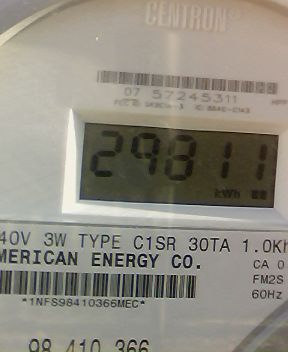 CENTRON®
07 57245311
29811
kWh
40V 3W TYPE C1SR 30TA 1.0Kh
MERICAN ENERGY CO.
CA 0
FM2S
60Hz
*1NFS98410366MEC*
98 410 366